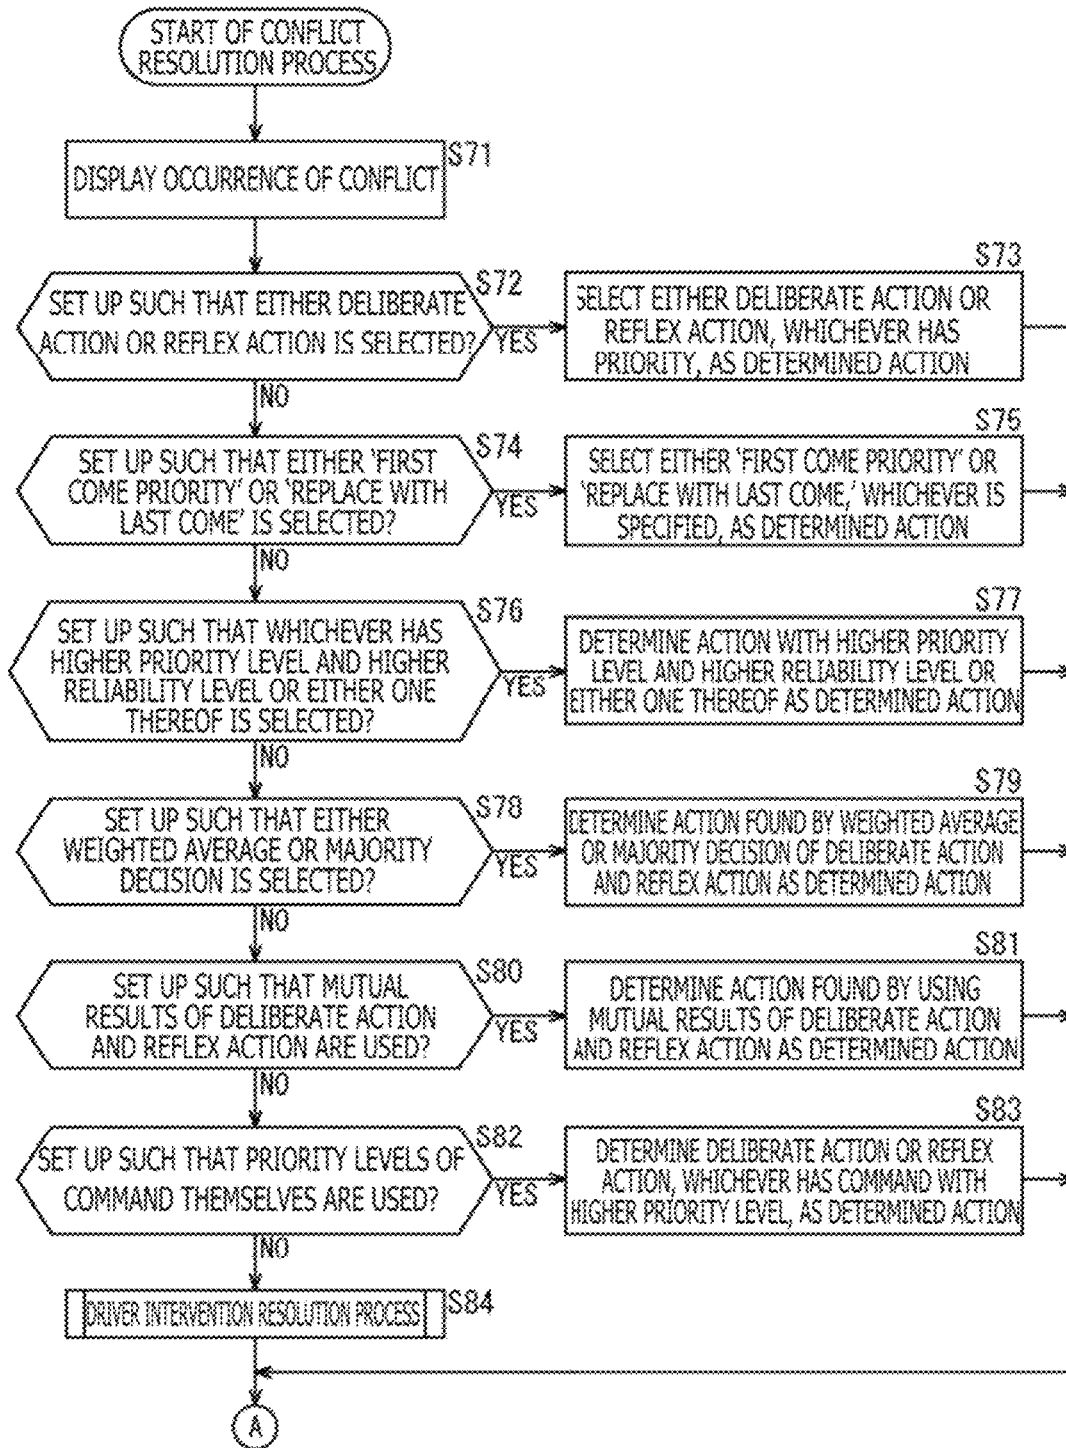 START OF CONFLICT
RESOLUTION PROCESS
S71
DISPLAY OCCURRENCE OF CONFLICT
S72
SET UP SUCH THAT EITHER DELIBERATE
ACTION OR REFLEX ACTION IS SELECTED?
YES
NO
S73
SELECT EITHER DELIBERATE ACTION OR
REFLEX ACTION, WHICHEVER HAS
PRIORITY, AS DETERMINED ACTION
S74
SET UP SUCH THAT EITHER ‘FIRST
COME PRIORITY’ OR ‘REPLACE WITH
LAST COME’ IS SELECTED?
YES
NO
S75
SELECT EITHER ‘FIRST COME PRIORITY’ OR
‘REPLACE WITH LAST COME,’ WHICHEVER IS
SPECIFIED, AS DETERMINED ACTION
S76
SET UP SUCH THAT WHICHEVER HAS
HIGHER PRIORITY LEVEL AND HIGHER
RELIABILITY LEVEL OR EITHER ONE
THEREOF IS SELECTED?
YES
NO
S77
DETERMINE ACTION WITH HIGHER PRIORITY
LEVEL AND HIGHER RELIABILITY LEVEL OR
EITHER ONE THEREOF AS DETERMINED ACTION
S78
SET UP SUCH THAT EITHER
WEIGHTED AVERAGE OR MAJORITY
DECISION IS SELECTED?
YES
NO
S79
DETERMINE ACTION FOUND BY WEIGHTED AVERAGE
OR MAJORITY DECISION OF DELIBERATE ACTION
AND REFLEX ACTION AS DETERMINED ACTION
S80
SET UP SUCH THAT MUTUAL
RESULTS OF DELIBERATE ACTION
AND REFLEX ACTION ARE USED?
YES
NO
S81
DETERMINE ACTION FOUND BY USING
MUTUAL RESULTS OF DELIBERATE ACTION
AND REFLEX ACTION AS DETERMINED ACTION
S82
SET UP SUCH THAT PRIORITY LEVELS OF
COMMAND THEMSELVES ARE USED?
YES
NO
S83
DETERMINE DELIBERATE ACTION OR REFLEX
ACTION, WHICHEVER HAS COMMAND WITH
HIGHER PRIORITY LEVEL, AS DETERMINED ACTION
S84
DRIVER INTERVENTION RESOLUTION PROCESS
A